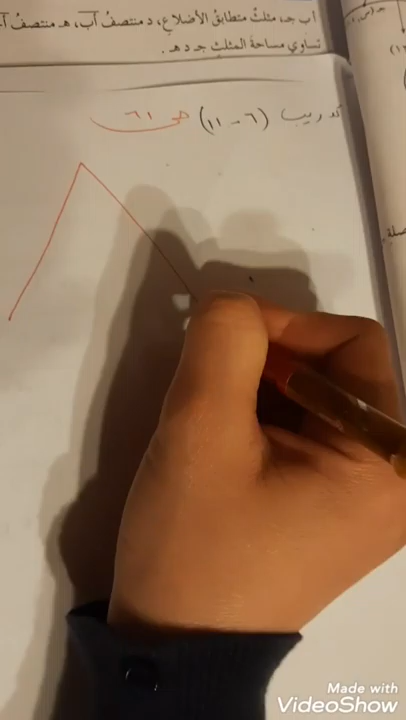 أ ب جـ، مثلث متطابق الأضلاع، د منتصف أب، هـ منتصف أ
تساوي مساحة المثلث جـ د هـ.
تدريب (٦ - ١١) ص ٦١
Made with
VideoShow